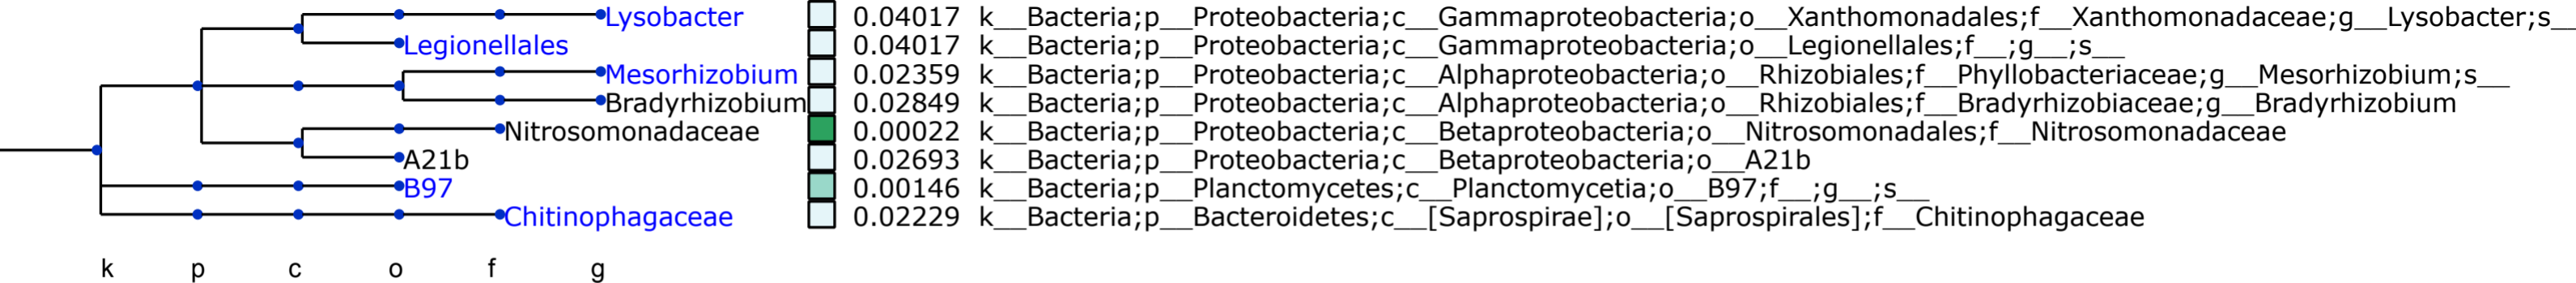 Lysobacter 0.04017 k__Bacteria;p__Proteobacteria;c__Gammaproteobacteria;o__Xanthomonadales;f__Xanthomonadaceae;g__Lysobacter;s__
Legionellales 0.04017 k__Bacteria;p__Proteobacteria;c__Gammaproteobacteria;o__Legionellales;f__;g__;s__
Mesorhizobium 0.02359 k__Bacteria;p__Proteobacteria;c__Alphaproteobacteria;o__Rhizobiales;f__Phyllobacteriaceae;g__Mesorhizobium;s__
Bradyrhizobium 0.02849 k__Bacteria;p__Proteobacteria;c__Alphaproteobacteria;o__Rhizobiales;f__Bradyrhizobiaceae;g__Bradyrhizobium
Nitrosomonadaceae 0.00022 k__Bacteria;p__Proteobacteria;c__Betaproteobacteria;o__Nitrosomonadales;f__Nitrosomonadaceae
A21b 0.02693 k__Bacteria;p__Proteobacteria;c__Betaproteobacteria;o__A21b
B97 0.00146 k__Bacteria;p__Planctomycetes;c__Planctomycetia;o__B97;f__;g__;s__
Chitinophagaceae 0.02229 k__Bacteria;p__Bacteroidetes;c__[Saprospirae];o__[Saprospirales];f__Chitinophagaceae
k p c o f g